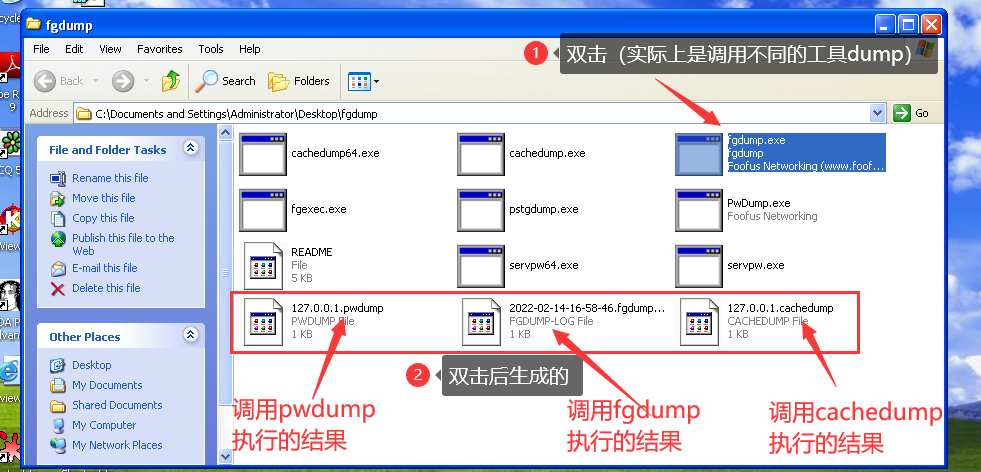 fgdump
File Edit View Favorites Tools Help
1 双击（实际上是调用不同的工具dump）
Back Search Folders
Address C:\Documents and Settings\Administrator\Desktop\fgdump Go
File and Folder Tasks
Rename this file
Move this file
Copy this file
Publish this file to the
Web
E-mail this file
Delete this file
Other Places
Desktop
My Documents
Shared Documents
My Computer
My Network Places
cachedump64.exe
cachedump.exe
fgdump.exe
fgdump
Foofus Networking (www.foof...
fgexec.exe
pstgdump.exe
PwDump.exe
Foofus Networking
README
File
5 KB
servpw64.exe
servpw.exe
127.0.0.1.pwdump
PWDUMP File
1 KB
2022-02-14-16-58-46.fgdump...
FGDUMP-LOG File
1 KB
127.0.0.1.cachedump
CACHEDUMP File
1 KB
2 双击后生成的
调用pwdump
执行的结果
调用fgdump
执行的结果
调用cachedump
执行的结果